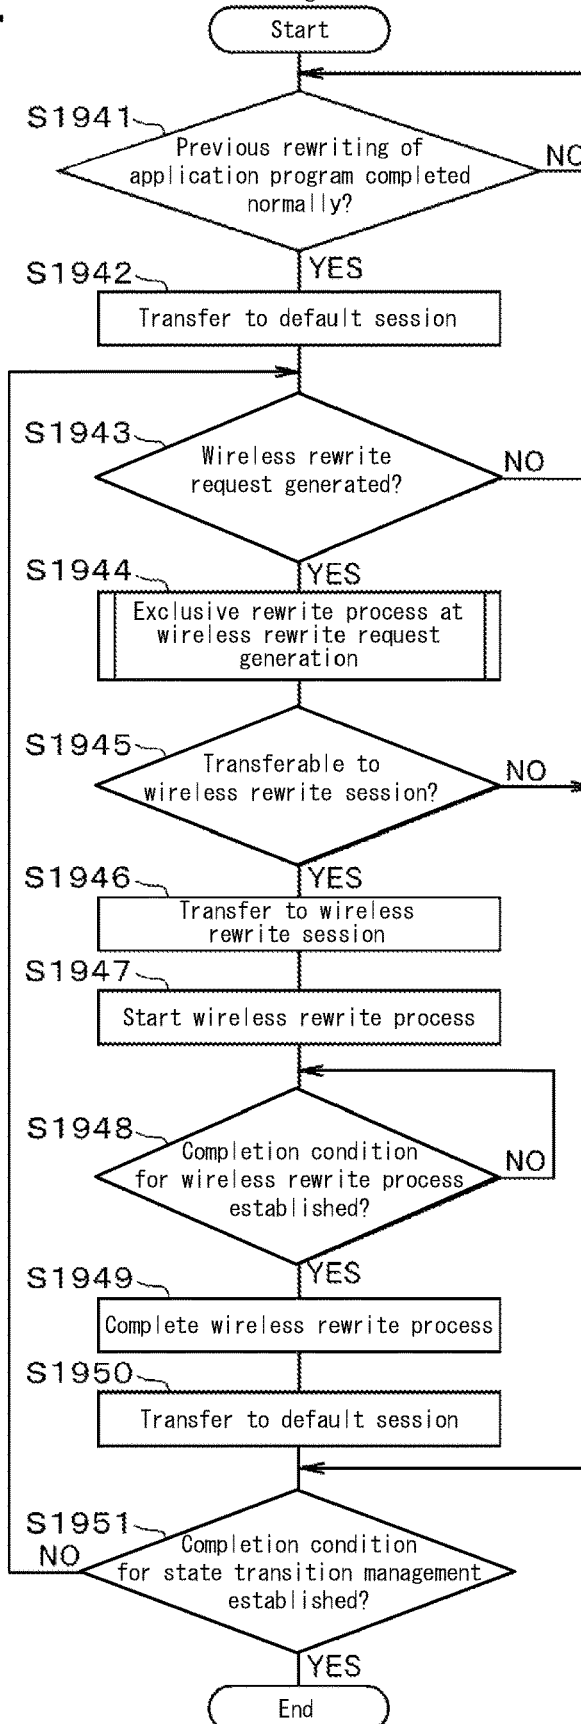 Start
S1941
Previous rewriting of
application program completed
normally?
NO
YES
S1942
Transfer to default session
S1943
Wireless rewrite
request generated?
NO
YES
S1944
Exclusive rewrite process at
wireless rewrite request
generation
S1945
Transferable to
wireless rewrite session?
NO
YES
S1946
Transfer to wireless
rewrite session
S1947
Start wireless rewrite process
S1948
Completion condition
for wireless rewrite process
established?
NO
YES
S1949
Complete wireless rewrite process
S1950
Transfer to default session
S1951
Completion condition
for state transition management
established?
NO
YES
End